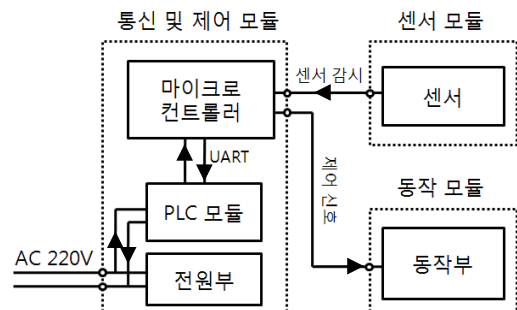 통신 및 제어 모듈
센서 모듈
마이크로
컨트롤러
센서 감시
센서
UART
제어 신호
PLC 모듈
동작 모듈
AC 220V
전원부
동작부